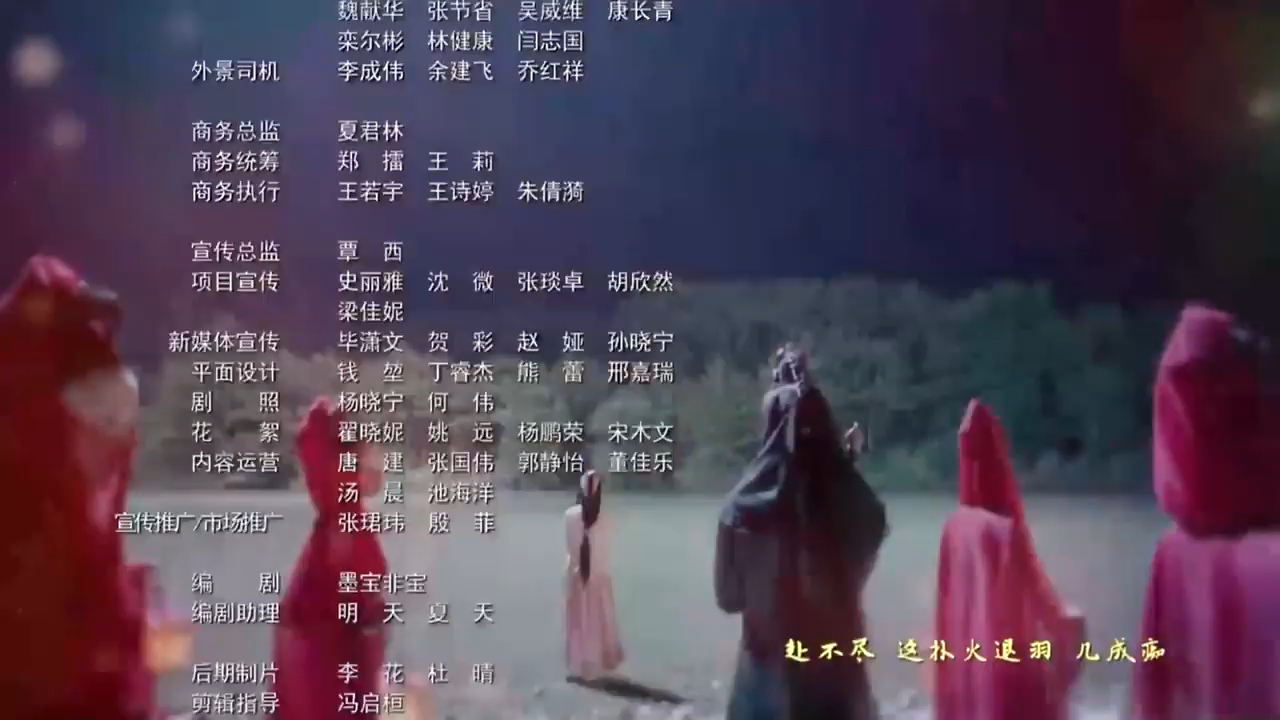 魏献华 张节省 吴威维 康长青
栾尔彬 林健康 闫志国
外景司机 李成伟 余建飞 乔红祥
商务总监 夏君林
商务统筹 郑 擂 王 莉
商务执行 王若宇 王诗婷 朱倩漪
宣传总监 覃 西
项目宣传 史丽雅 沈 微 张琰卓 胡欣然
梁佳妮
新媒体宣传 毕潇文 贺 彩 赵 娅 孙晓宁
平面设计 钱 堃 丁睿杰 熊 蕾 邢嘉瑞
剧 照 杨晓宁 何 伟
花 絮 翟晓妮 姚 远 杨鹏荣 宋木文
内容运营 唐 建 张国伟 郭静怡 董佳乐
汤 晨 池海洋
宣传推广/市场推广 张珺玮 殷 菲
编 剧 墨宝非宝
编剧助理 明 天 夏 天
赴不尽 这扑火退羽 几成痴
后期制片 李 花 杜 晴
剪辑指导 冯启桓